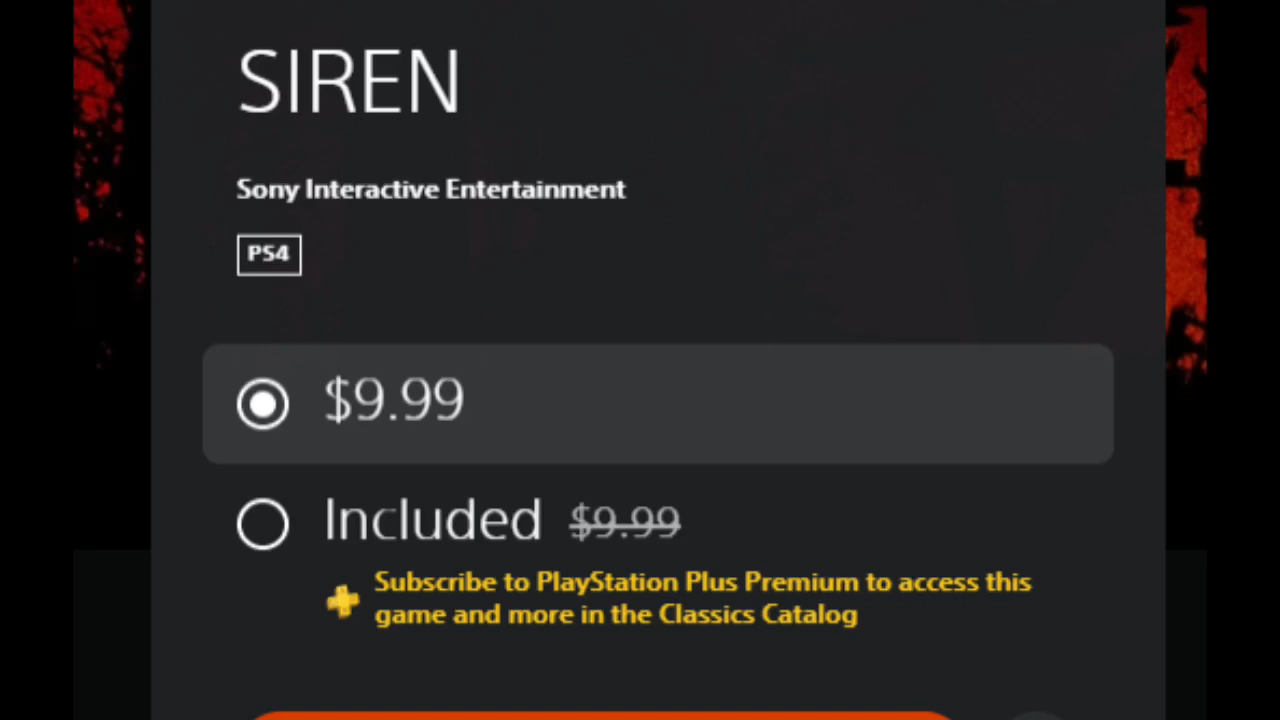 SIREN
Sony Interactive Entertainment
PS4
$9.99
Included $9.99
Subscribe to PlayStation Plus Premium to access this
game and more in the Classics Catalog